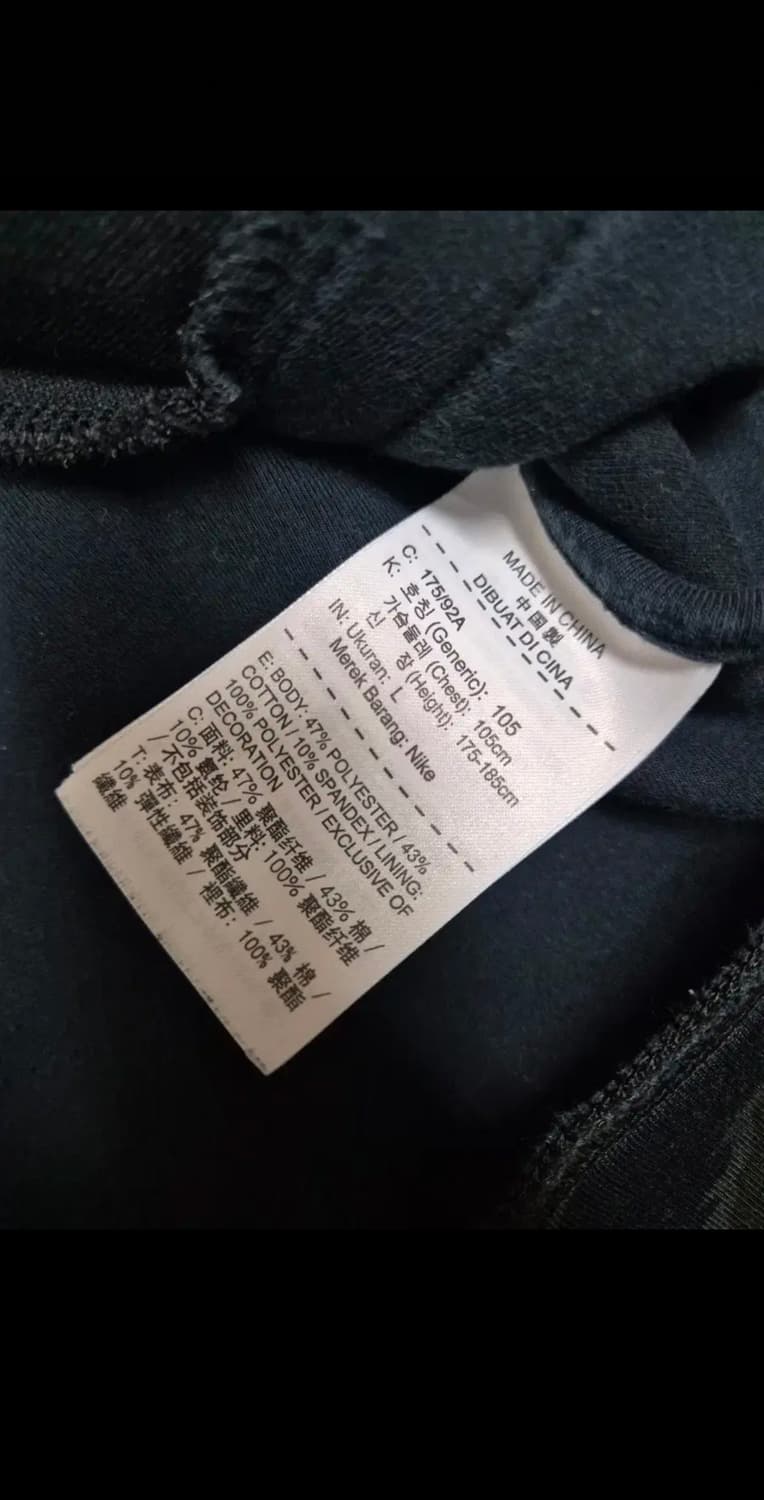 MADE IN CHINA
中国製
DIBUAT DI CINA
C: 175/92A
K: 호칭 (Generic): 105
가슴둘레 (Chest): 105cm
신 장 (Height): 175-185cm
IN: Ukuran: L
Merek Barang: Nike
E: BODY: 47% POLYESTER / 43%
COTTON / 10% SPANDEX / LINING:
100% POLYESTER / EXCLUSIVE OF
DECORATION
C: 面料: 47% 聚酯纤维 / 43% 棉 /
10% 氨纶 / 里料: 100% 聚酯纤维
/ 不包括装饰部分
T: 表布: 47% 聚酯纖維 / 43% 棉 /
10% 彈性纖維 / 裡布: 100% 聚酯
纖維